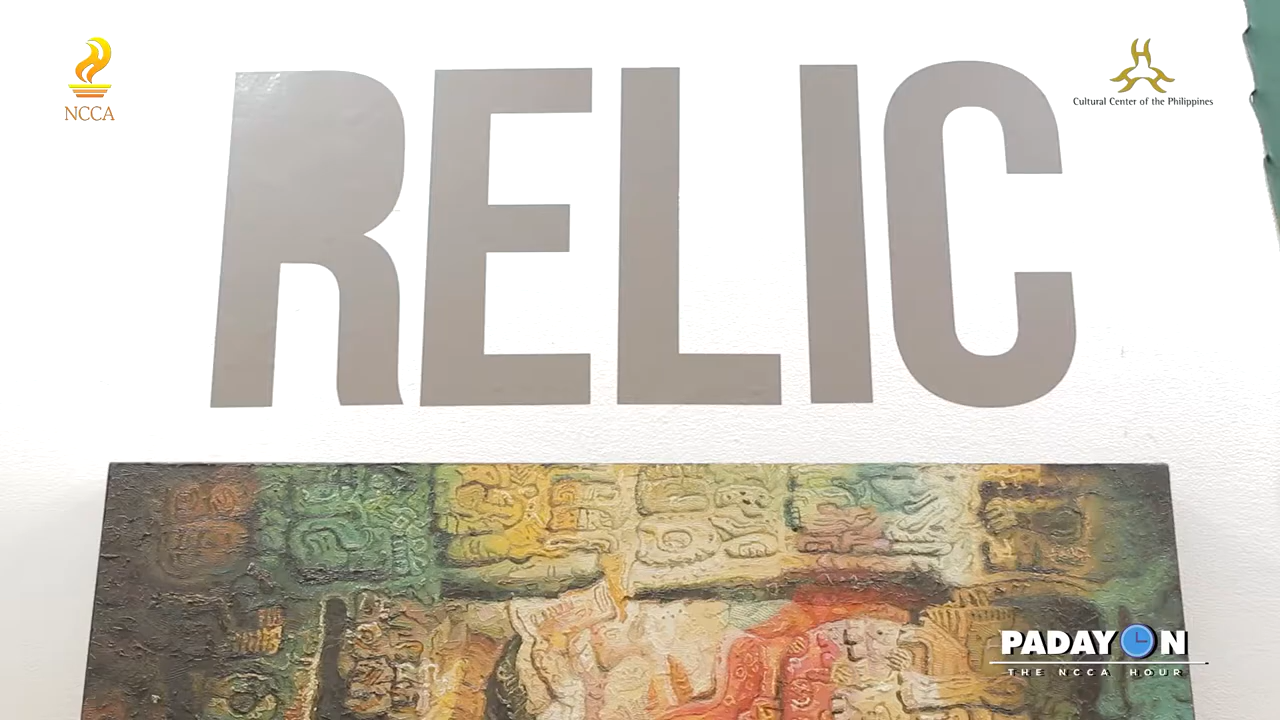 NCCA
Cultural Center of the Philippines
RELIC
PADAYON
THE NCCA HOUR